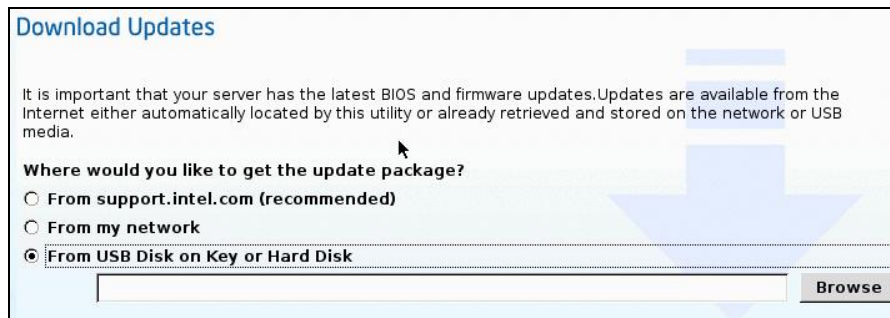 Download Updates
It is important that your server has the latest BIOS and firmware updates.Updates are available from the
Internet either automatically located by this utility or already retrieved and stored on the network or USB
media.
Where would you like to get the update package?
From support.intel.com (recommended)
From my network
From USB Disk on Key or Hard Disk
Browse